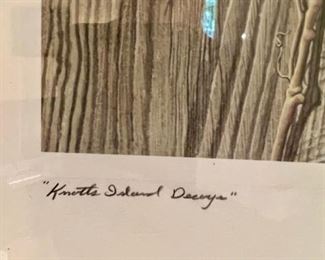 "Knotts Island Decoys"